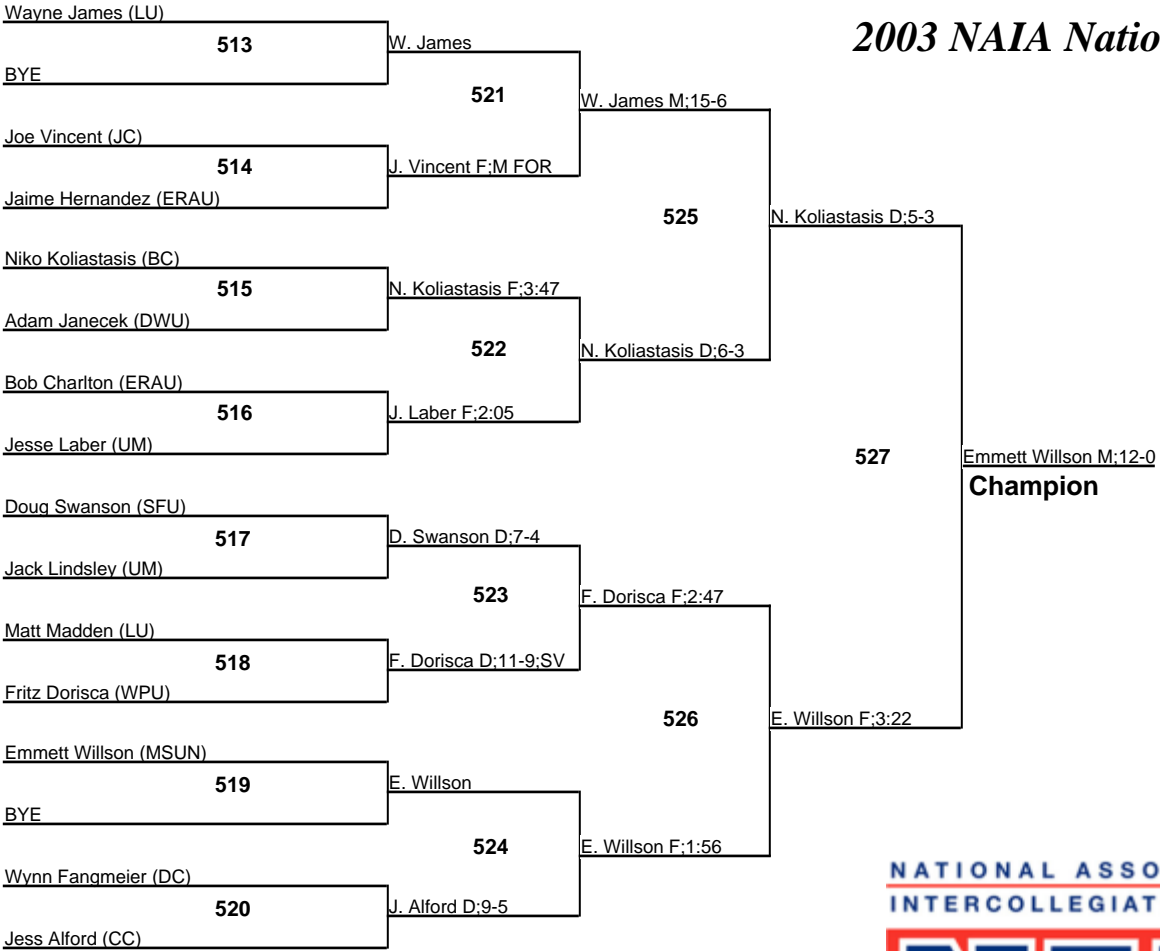 2003 NAIA Natio
Wayne James (LU)
513
BYE
W. James
521
Joe Vincent (JC)
514
Jaime Hernandez (ERAU)
J. Vincent F;M FOR
W. James M;15-6
525
Niko Koliastasis (BC)
515
Adam Janecek (DWU)
N. Koliastasis F;3:47
522
Bob Charlton (ERAU)
516
Jesse Laber (UM)
J. Laber F;2:05
N. Koliastasis D;6-3
N. Koliastasis D;5-3
527
Doug Swanson (SFU)
517
Jack Lindsley (UM)
D. Swanson D;7-4
523
Matt Madden (LU)
518
Fritz Dorisca (WPU)
F. Dorisca D;11-9;SV
F. Dorisca F;2:47
526
Emmett Willson (MSUN)
519
BYE
E. Willson
524
Wynn Fangmeier (DC)
520
Jess Alford (CC)
J. Alford D;9-5
E. Willson F;1:56
E. Willson F;3:22
Emmett Willson M;12-0
Champion
NATIONAL ASSO
INTERCOLLEGIAT